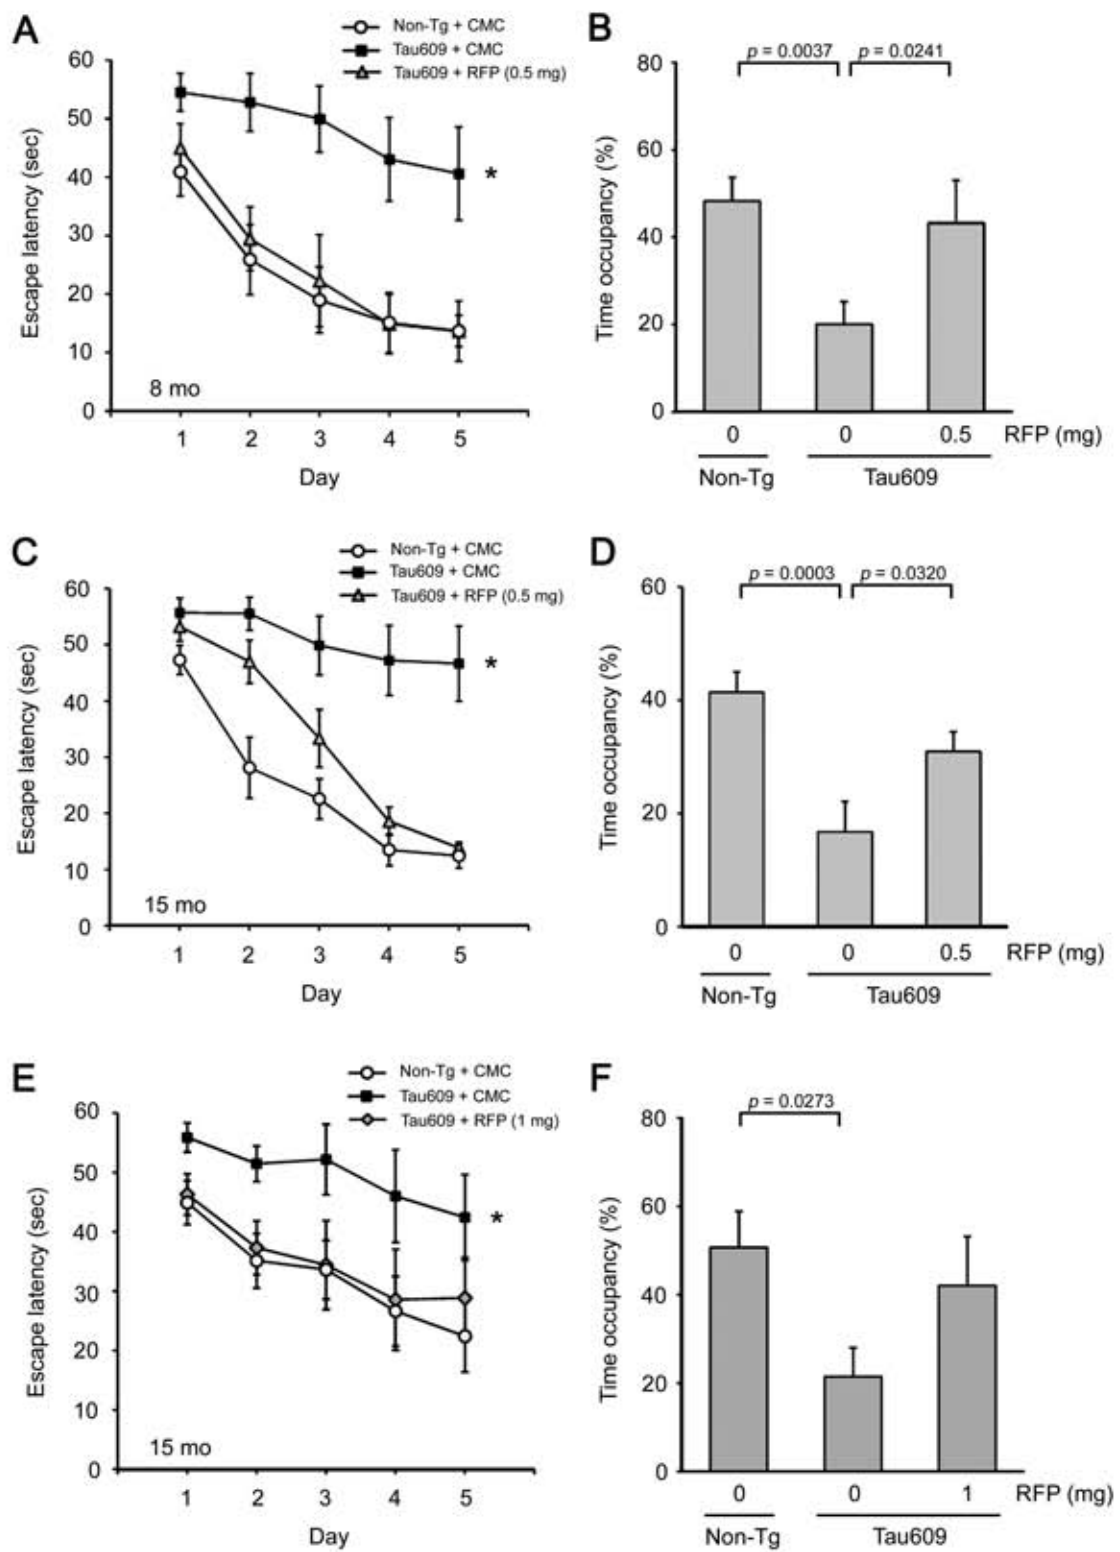 A
Non-Tg + CMC
Tau609 + CMC
Tau609 + RFP (0.5 mg)
60
50
40
30
20
10
0
Escape latency (sec)
*
8 mo
1 2 3 4 5
Day
B
p = 0.0037 p = 0.0241
80
60
40
20
0
Time occupancy (%)
0 0 0.5 RFP (mg)
Non-Tg Tau609
C
Non-Tg + CMC
Tau609 + CMC
Tau609 + RFP (0.5 mg)
60
50
40
30
20
10
0
Escape latency (sec)
*
15 mo
1 2 3 4 5
Day
D
p = 0.0003 p = 0.0320
60
40
20
0
Time occupancy (%)
0 0 0.5 RFP (mg)
Non-Tg Tau609
E
Non-Tg + CMC
Tau609 + CMC
Tau609 + RFP (1 mg)
60
50
40
30
20
10
0
Escape latency (sec)
*
15 mo
1 2 3 4 5
Day
F
p = 0.0273
80
60
40
20
0
Time occupancy (%)
0 0 1 RFP (mg)
Non-Tg Tau609